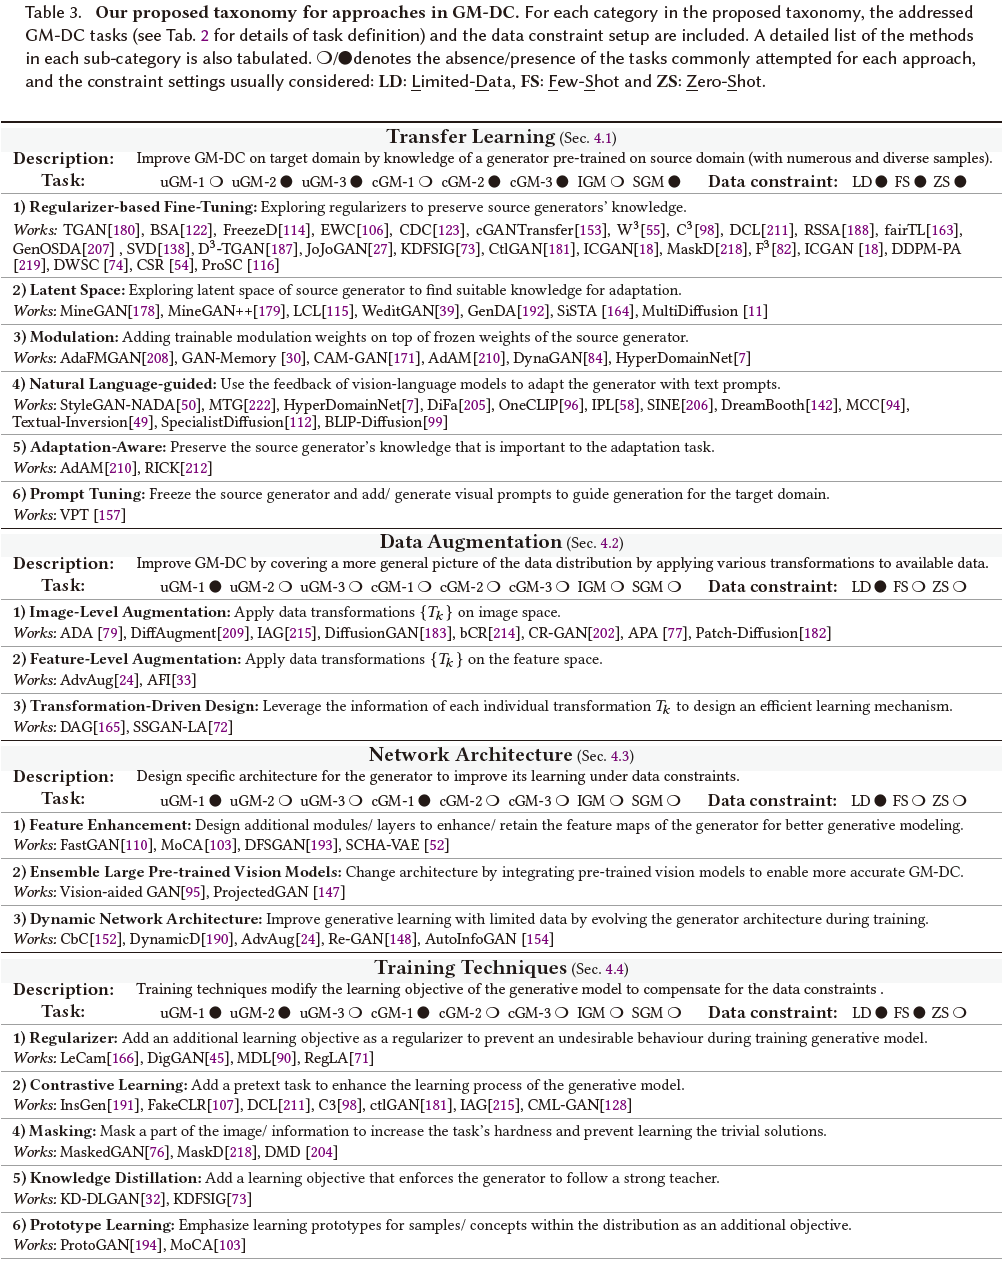 Table 3. Our proposed taxonomy for approaches in GM-DC. For each category in the proposed taxonomy, the addressed
GM-DC tasks (see Tab. 2 for details of task definition) and the data constraint setup are included. A detailed list of the methods
in each sub-category is also tabulated. ❍/●denotes the absence/presence of the tasks commonly attempted for each approach,
and the constraint settings usually considered: LD: Limited-Data, FS: Few-Shot and ZS: Zero-Shot.
Transfer Learning (Sec. 4.1)
Description: Improve GM-DC on target domain by knowledge of a generator pre-trained on source domain (with numerous and diverse samples).
Task: uGM-1 ❍ uGM-2 ● uGM-3 ● cGM-1 ❍ cGM-2 ● cGM-3 ● IGM ❍ SGM ● Data constraint: LD ● FS ● ZS ●
1) Regularizer-based Fine-Tuning: Exploring regularizers to preserve source generators' knowledge.
Works: TGAN[180], BSA[122], FreezeD[114], EWC[106], CDC[123], cGANTransfer[153], W³[55], C³[98], DCL[211], RSSA[188], fairTL[163],
GenOSDA[207] , SVD[138], D³-TGAN[187], JoJoGAN[27], KDFSIG[73], CtlGAN[181], ICGAN[18], MaskD[218], F³[82], ICGAN [18], DDPM-PA
[219], DWSC [74], CSR [54], ProSC [116]
2) Latent Space: Exploring latent space of source generator to find suitable knowledge for adaptation.
Works: MineGAN[178], MineGAN++[179], LCL[115], WeditGAN[39], GenDA[192], SiSTA [164], MultiDiffusion [11]
3) Modulation: Adding trainable modulation weights on top of frozen weights of the source generator.
Works: AdaFMGAN[208], GAN-Memory [30], CAM-GAN[171], AdAM[210], DynaGAN[84], HyperDomainNet[7]
4) Natural Language-guided: Use the feedback of vision-language models to adapt the generator with text prompts.
Works: StyleGAN-NADA[50], MTG[222], HyperDomainNet[7], DiFa[205], OneCLIP[96], IPL[58], SINE[206], DreamBooth[142], MCC[94],
Textual-Inversion[49], SpecialistDiffusion[112], BLIP-Diffusion[99]
5) Adaptation-Aware: Preserve the source generator's knowledge that is important to the adaptation task.
Works: AdAM[210], RICK[212]
6) Prompt Tuning: Freeze the source generator and add/ generate visual prompts to guide generation for the target domain.
Works: VPT [157]
Data Augmentation (Sec. 4.2)
Description: Improve GM-DC by covering a more general picture of the data distribution by applying various transformations to available data.
Task: uGM-1 ● uGM-2 ❍ uGM-3 ❍ cGM-1 ❍ cGM-2 ❍ cGM-3 ❍ IGM ❍ SGM ❍ Data constraint: LD ● FS ❍ ZS ❍
1) Image-Level Augmentation: Apply data transformations {Tk} on image space.
Works: ADA [79], DiffAugment[209], IAG[215], DiffusionGAN[183], bCR[214], CR-GAN[202], APA [77], Patch-Diffusion[182]
2) Feature-Level Augmentation: Apply data transformations {Tk} on the feature space.
Works: AdvAug[24], AFI[33]
3) Transformation-Driven Design: Leverage the information of each individual transformation Tk to design an efficient learning mechanism.
Works: DAG[165], SSGAN-LA[72]
Network Architecture (Sec. 4.3)
Description: Design specific architecture for the generator to improve its learning under data constraints.
Task: uGM-1 ● uGM-2 ❍ uGM-3 ❍ cGM-1 ● cGM-2 ❍ cGM-3 ❍ IGM ❍ SGM ❍ Data constraint: LD ● FS ❍ ZS ❍
1) Feature Enhancement: Design additional modules/ layers to enhance/ retain the feature maps of the generator for better generative modeling.
Works: FastGAN[110], MoCA[103], DFSGAN[193], SCHA-VAE [52]
2) Ensemble Large Pre-trained Vision Models: Change architecture by integrating pre-trained vision models to enable more accurate GM-DC.
Works: Vision-aided GAN[95], ProjectedGAN [147]
3) Dynamic Network Architecture: Improve generative learning with limited data by evolving the generator architecture during training.
Works: CbC[152], DynamicD[190], AdvAug[24], Re-GAN[148], AutoInfoGAN [154]
Training Techniques (Sec. 4.4)
Description: Training techniques modify the learning objective of the generative model to compensate for the data constraints .
Task: uGM-1 ● uGM-2 ● uGM-3 ❍ cGM-1 ● cGM-2 ❍ cGM-3 ❍ IGM ❍ SGM ❍ Data constraint: LD ● FS ● ZS ❍
1) Regularizer: Add an additional learning objective as a regularizer to prevent an undesirable behaviour during training generative model.
Works: LeCam[166], DigGAN[45], MDL[90], RegLA[71]
2) Contrastive Learning: Add a pretext task to enhance the learning process of the generative model.
Works: InsGen[191], FakeCLR[107], DCL[211], C3[98], ctlGAN[181], IAG[215], CML-GAN[128]
4) Masking: Mask a part of the image/ information to increase the task's hardness and prevent learning the trivial solutions.
Works: MaskedGAN[76], MaskD[218], DMD [204]
5) Knowledge Distillation: Add a learning objective that enforces the generator to follow a strong teacher.
Works: KD-DLGAN[32], KDFSIG[73]
6) Prototype Learning: Emphasize learning prototypes for samples/ concepts within the distribution as an additional objective.
Works: ProtoGAN[194], MoCA[103]